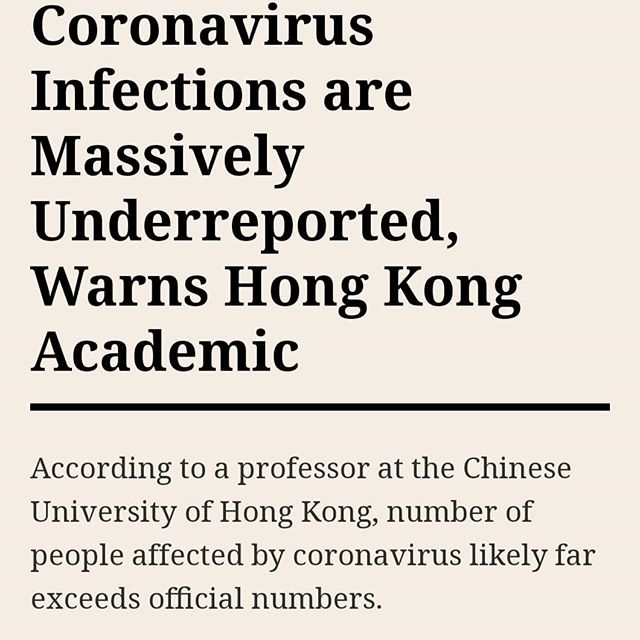 Coronavirus
Infections are
Massively
Underreported,
Warns Hong Kong
Academic
According to a professor at the Chinese
University of Hong Kong, number of
people affected by coronavirus likely far
exceeds official numbers.